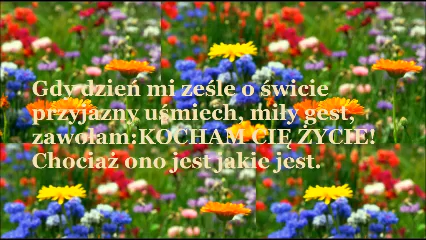 Gdy dzień mi ześle o świcie
przyjazny uśmiech, miły gest,
zawołam:KOCHAM CIĘ ŻYCIE!
Chociaż ono jest jakie jest.